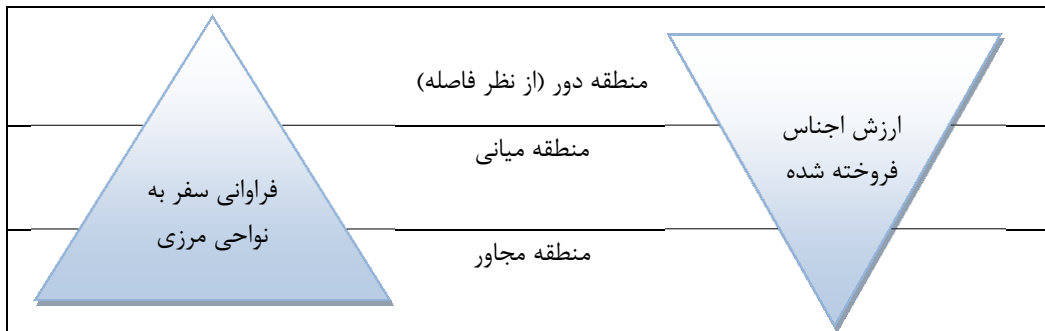 منطقه دور (از نظر فاصله)
ارزش اجناس
فروخته شده
منطقه میانی
فراوانی سفر به
نواحی مرزی
منطقه مجاور